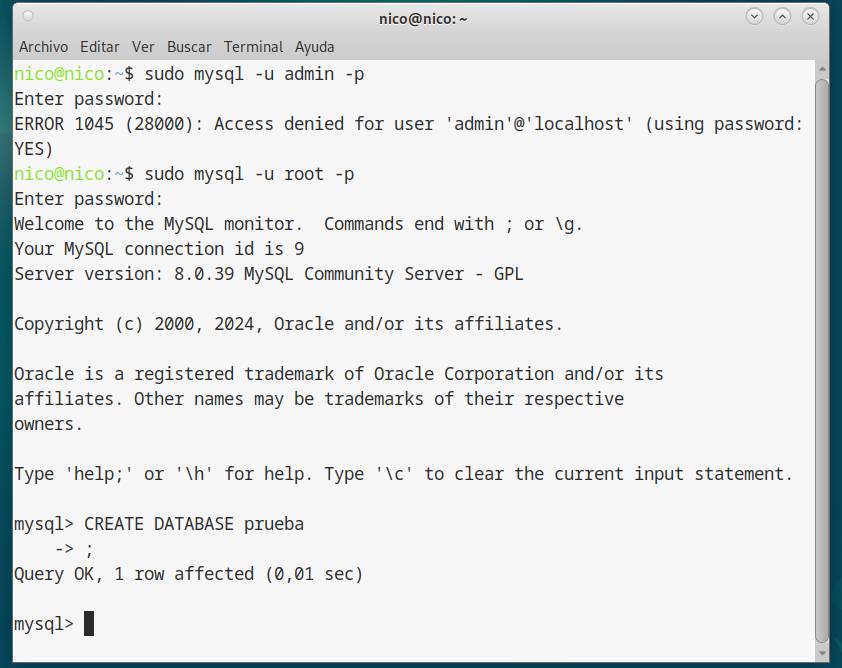 nico@nico: ~
Archivo Editar Ver Buscar Terminal Ayuda
nico@nico:~$ sudo mysql -u admin -p
Enter password:
ERROR 1045 (28000): Access denied for user 'admin'@'localhost' (using password:
YES)
nico@nico:~$ sudo mysql -u root -p
Enter password:
Welcome to the MySQL monitor.  Commands end with ; or \g.
Your MySQL connection id is 9
Server version: 8.0.39 MySQL Community Server - GPL
Copyright (c) 2000, 2024, Oracle and/or its affiliates.
Oracle is a registered trademark of Oracle Corporation and/or its
affiliates. Other names may be trademarks of their respective
owners.
Type 'help;' or '\h' for help. Type '\c' to clear the current input statement.
mysql> CREATE DATABASE prueba
    -> ;
Query OK, 1 row affected (0,01 sec)
mysql>